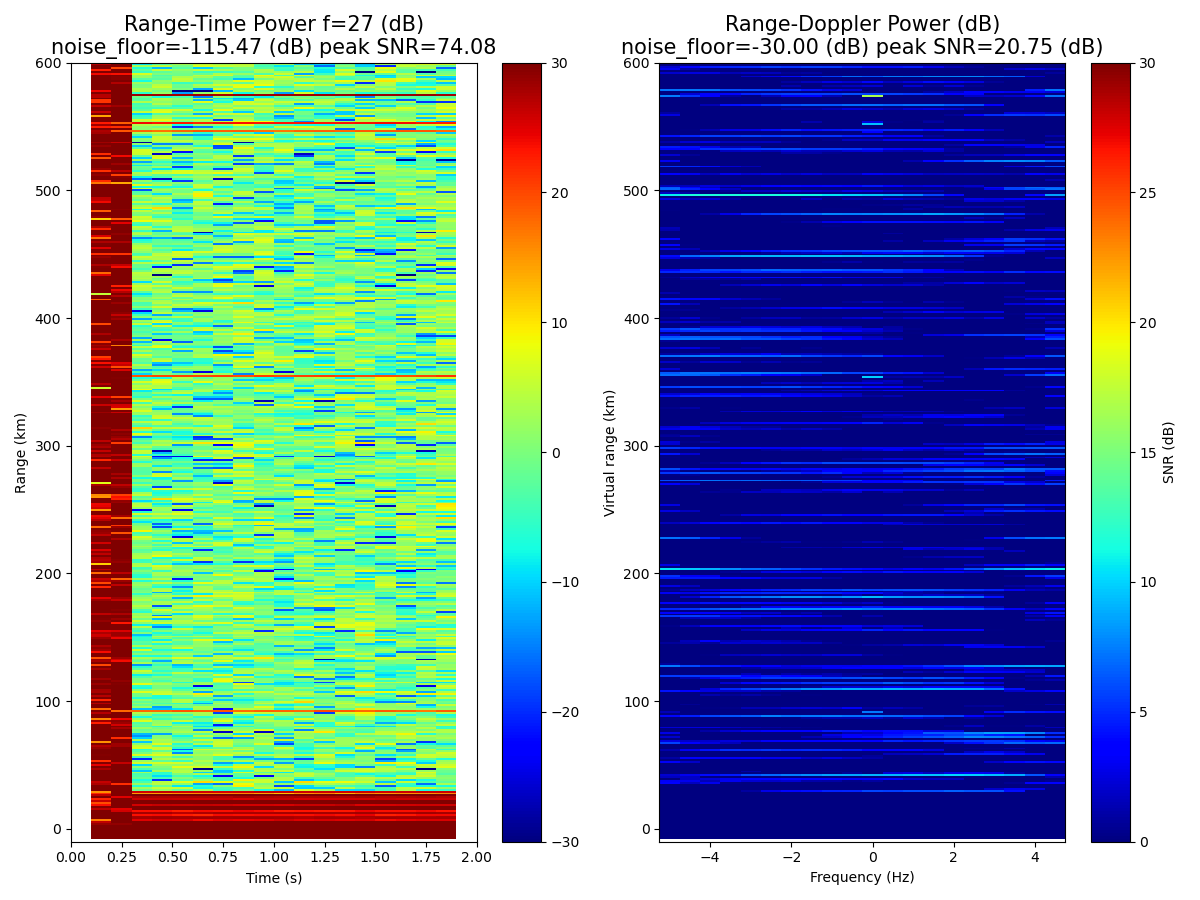 Range-Time Power f=27 (dB)
noise_floor=-115.47 (dB) peak SNR=74.08
Range-Doppler Power (dB)
noise_floor=-30.00 (dB) peak SNR=20.75 (dB)
Range (km)
600
500
400
300
200
100
0
0.00 0.25 0.50 0.75 1.00 1.25 1.50 1.75 2.00
Time (s)
30
20
10
0
−10
−20
−30
Virtual range (km)
600
500
400
300
200
100
0
−4 −2 0 2 4
Frequency (Hz)
30
25
20
15
10
5
0
SNR (dB)